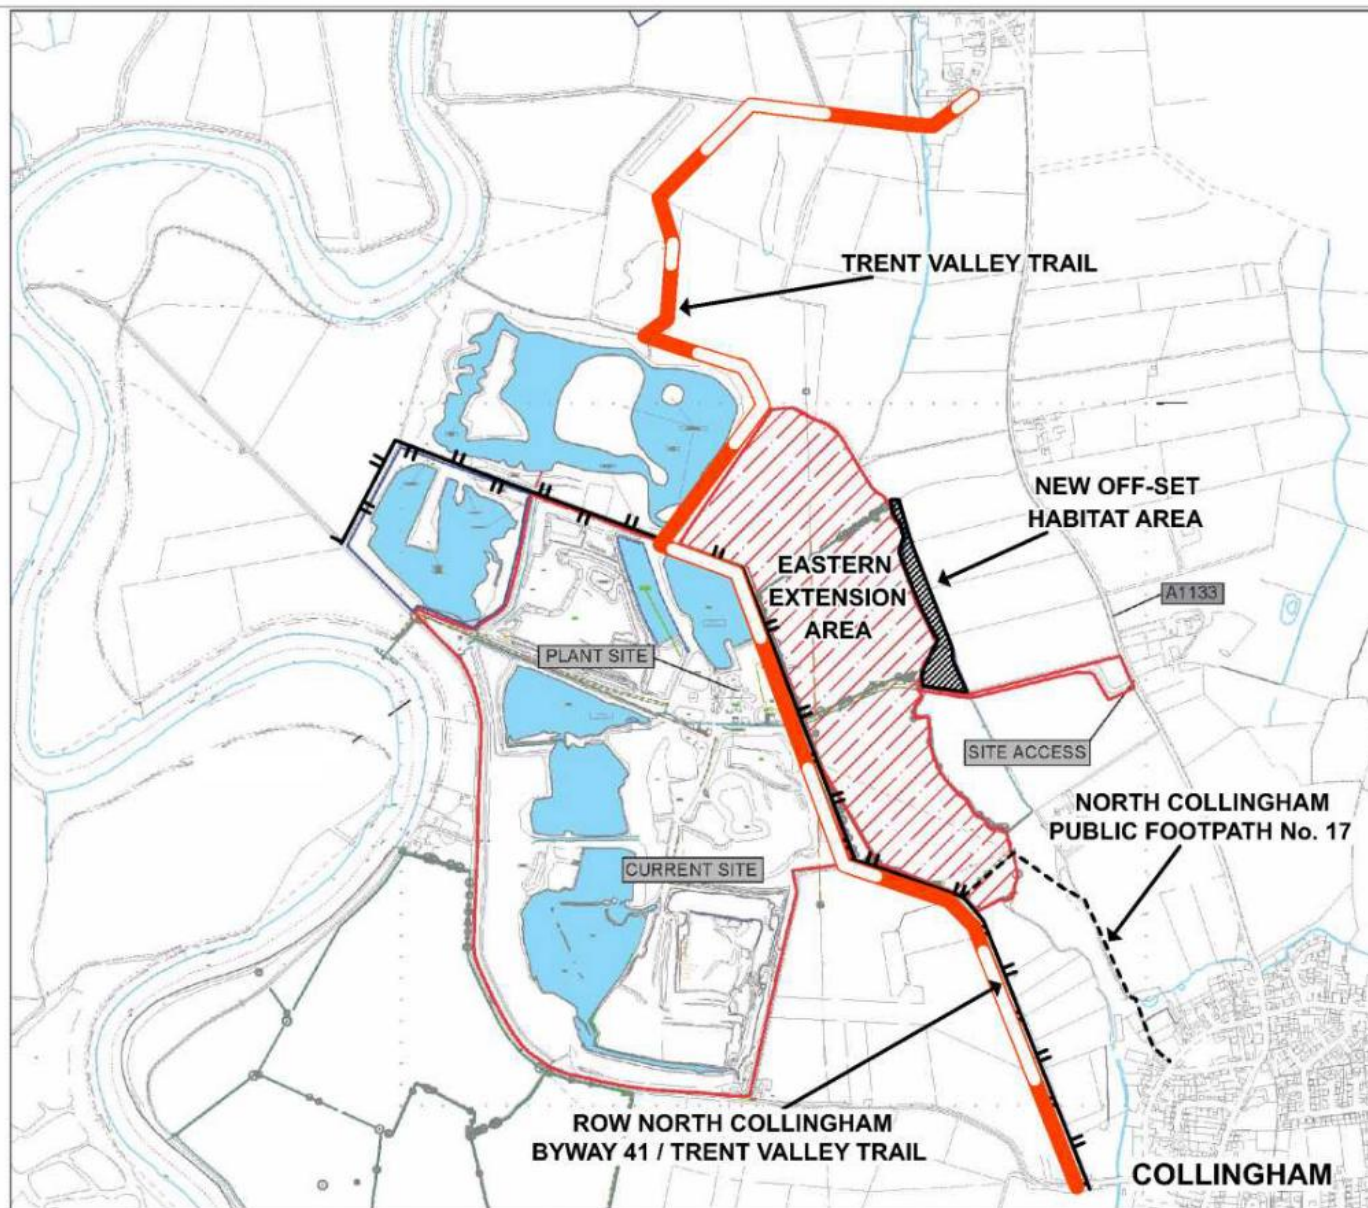 TRENT VALLEY TRAIL
NEW OFF-SET
HABITAT AREA
EASTERN
EXTENSION
AREA
A1133
PLANT SITE
SITE ACCESS
NORTH COLLINGHAM
PUBLIC FOOTPATH No. 17
CURRENT SITE
ROW NORTH COLLINGHAM
BYWAY 41 / TRENT VALLEY TRAIL
COLLINGHAM